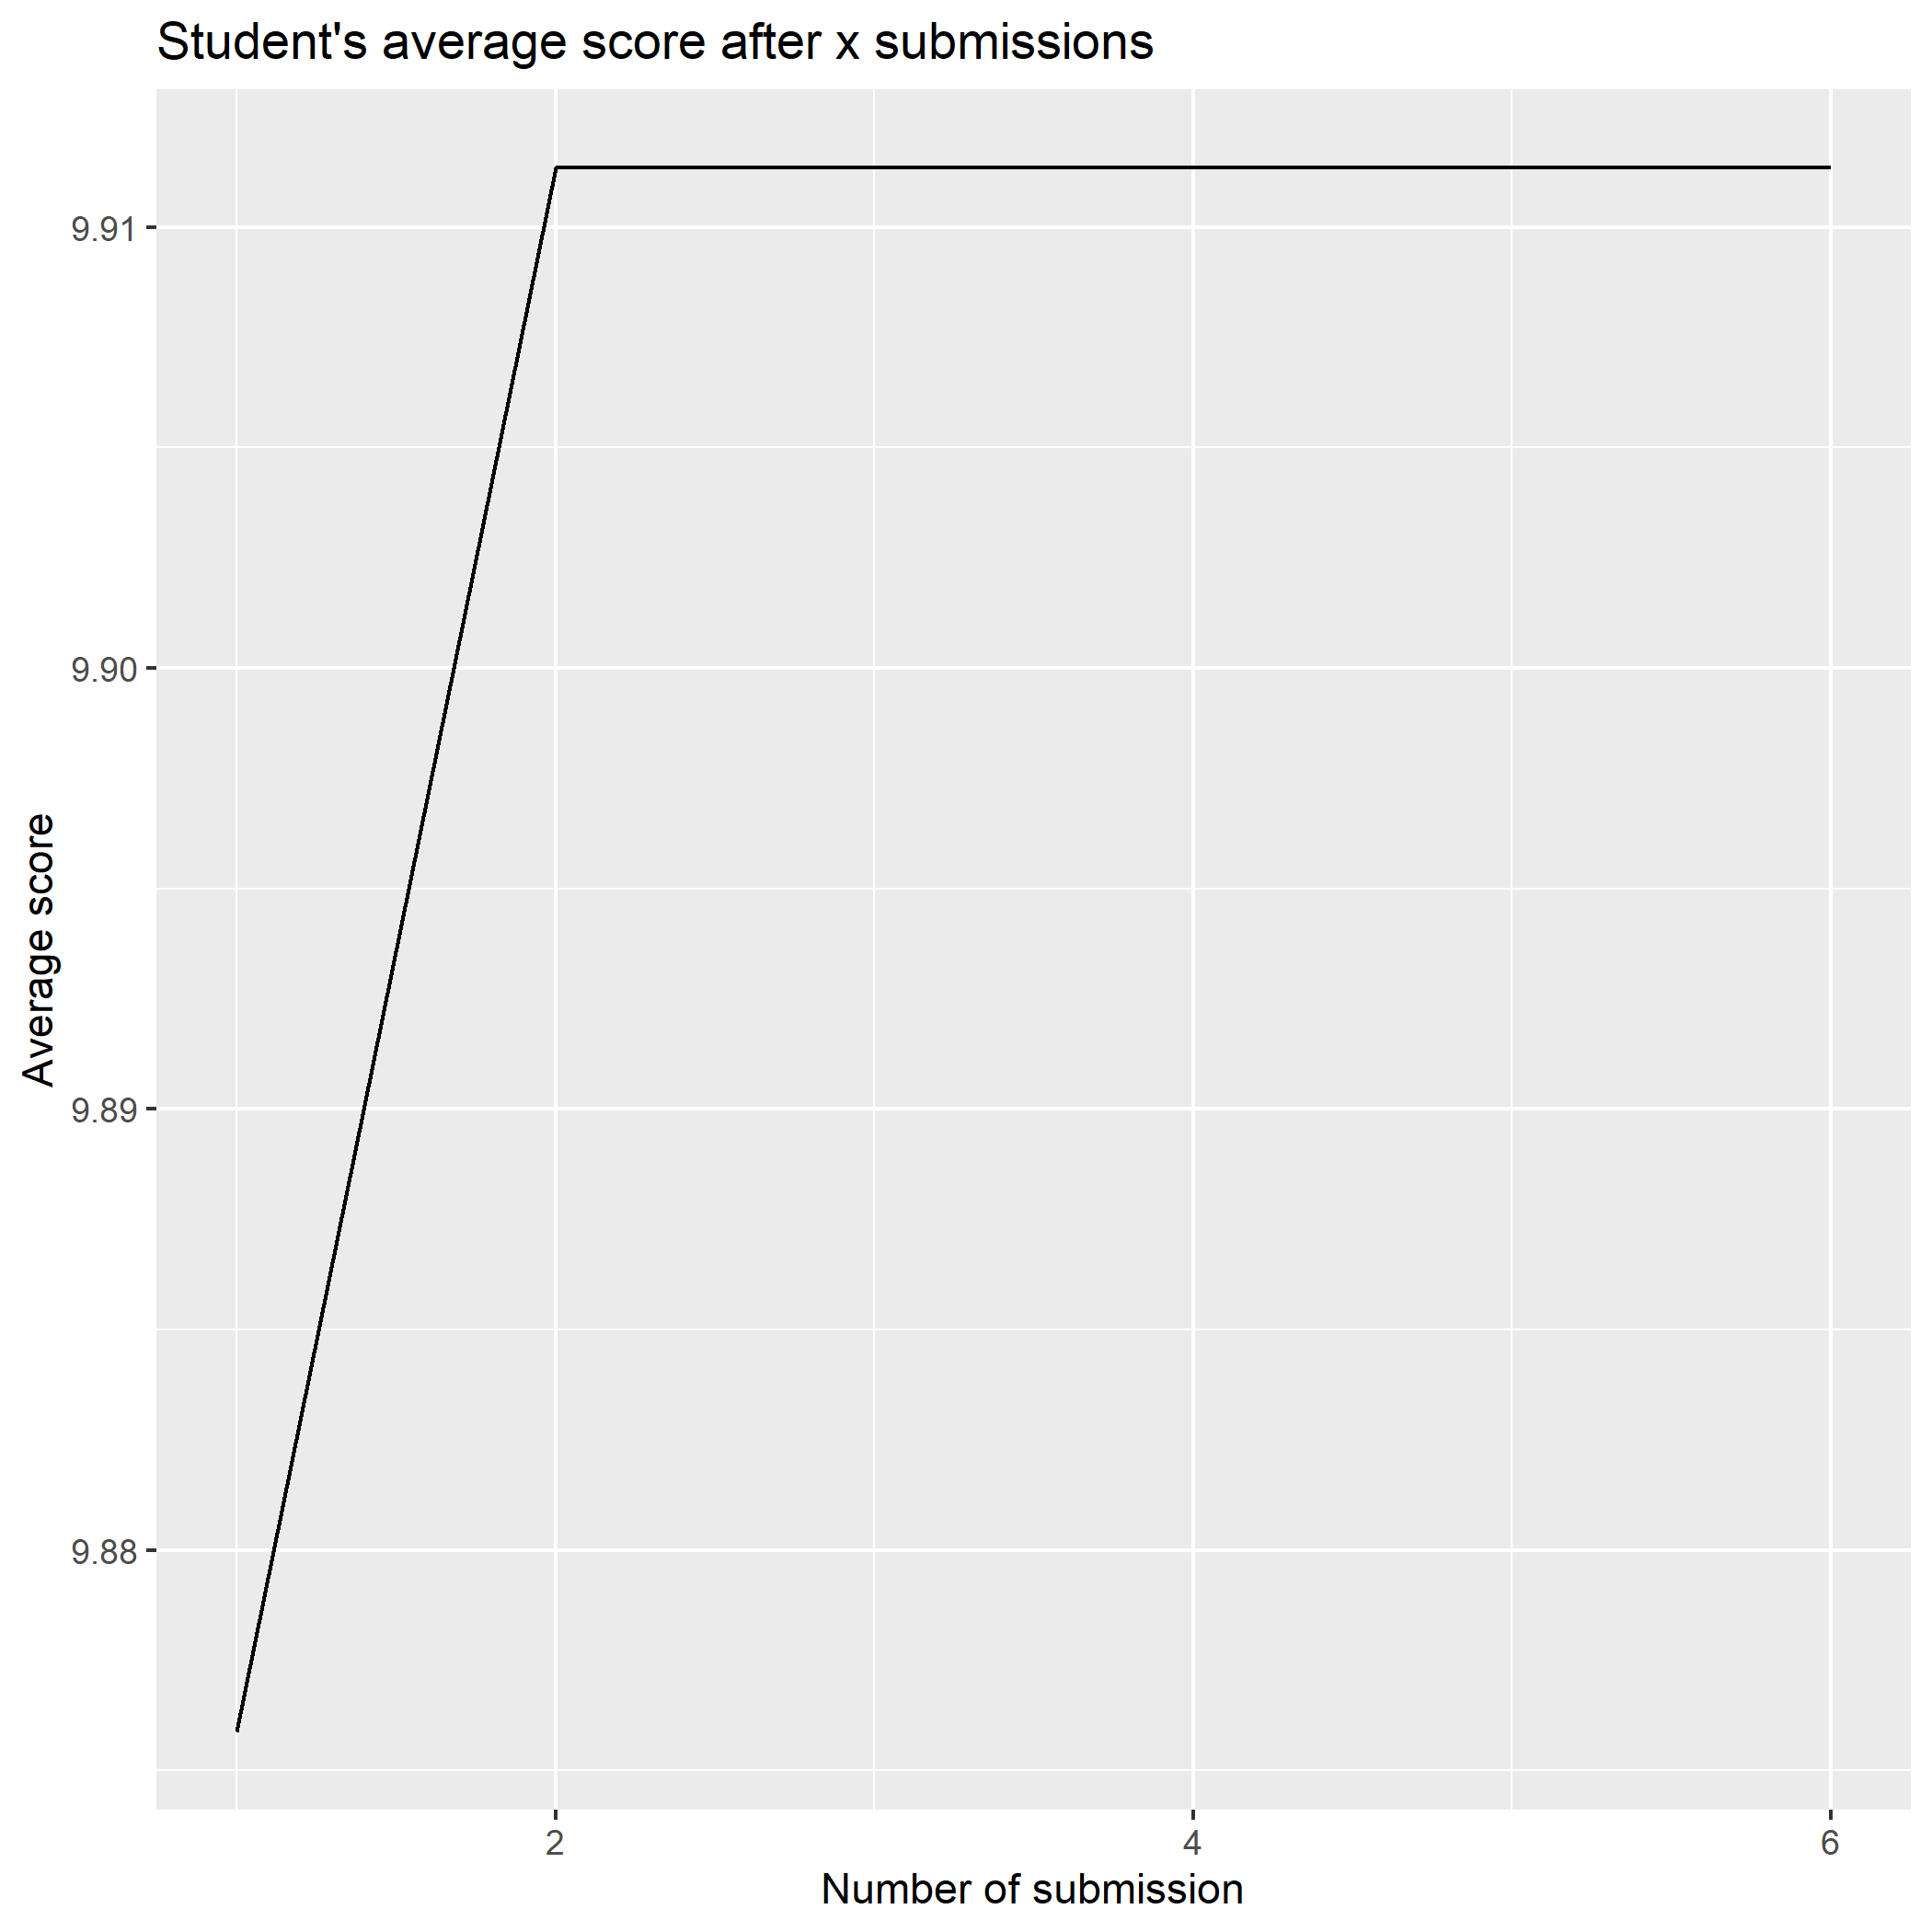 Student's average score after x submissions
Average score
9.91
9.90
9.89
9.88
2
4
6
Number of submission